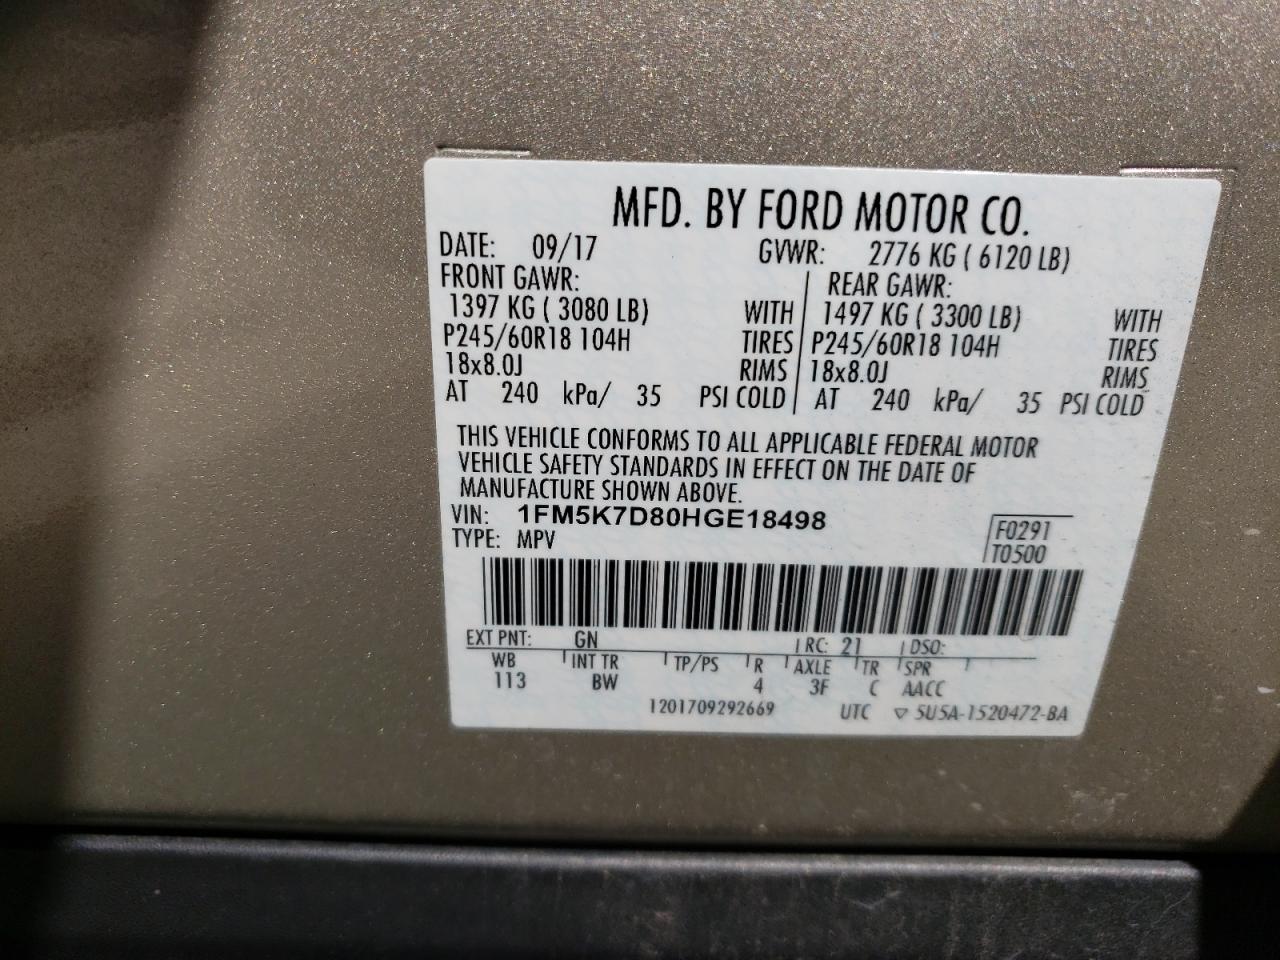 MFD. BY FORD MOTOR CO.
DATE: 09/17 GVWR: 2776 KG ( 6120 LB)
FRONT GAWR: REAR GAWR:
1397 KG ( 3080 LB) WITH 1497 KG ( 3300 LB) WITH
P245/60R18 104H TIRES P245/60R18 104H TIRES
18x8.0J RIMS 18x8.0J RIMS
AT 240 kPa/ 35 PSI COLD AT 240 kPa/ 35 PSI COLD
THIS VEHICLE CONFORMS TO ALL APPLICABLE FEDERAL MOTOR
VEHICLE SAFETY STANDARDS IN EFFECT ON THE DATE OF
MANUFACTURE SHOWN ABOVE.
VIN: 1FM5K7D80HGE18498 F0291
TYPE: MPV T0500
EXT PNT: GN RC: 21 DSO:
WB INT TR TP/PS R AXLE TR SPR
113 BW 4 3F C AACC
1201709292669 UTC ▽ 5U5A-1520472-BA